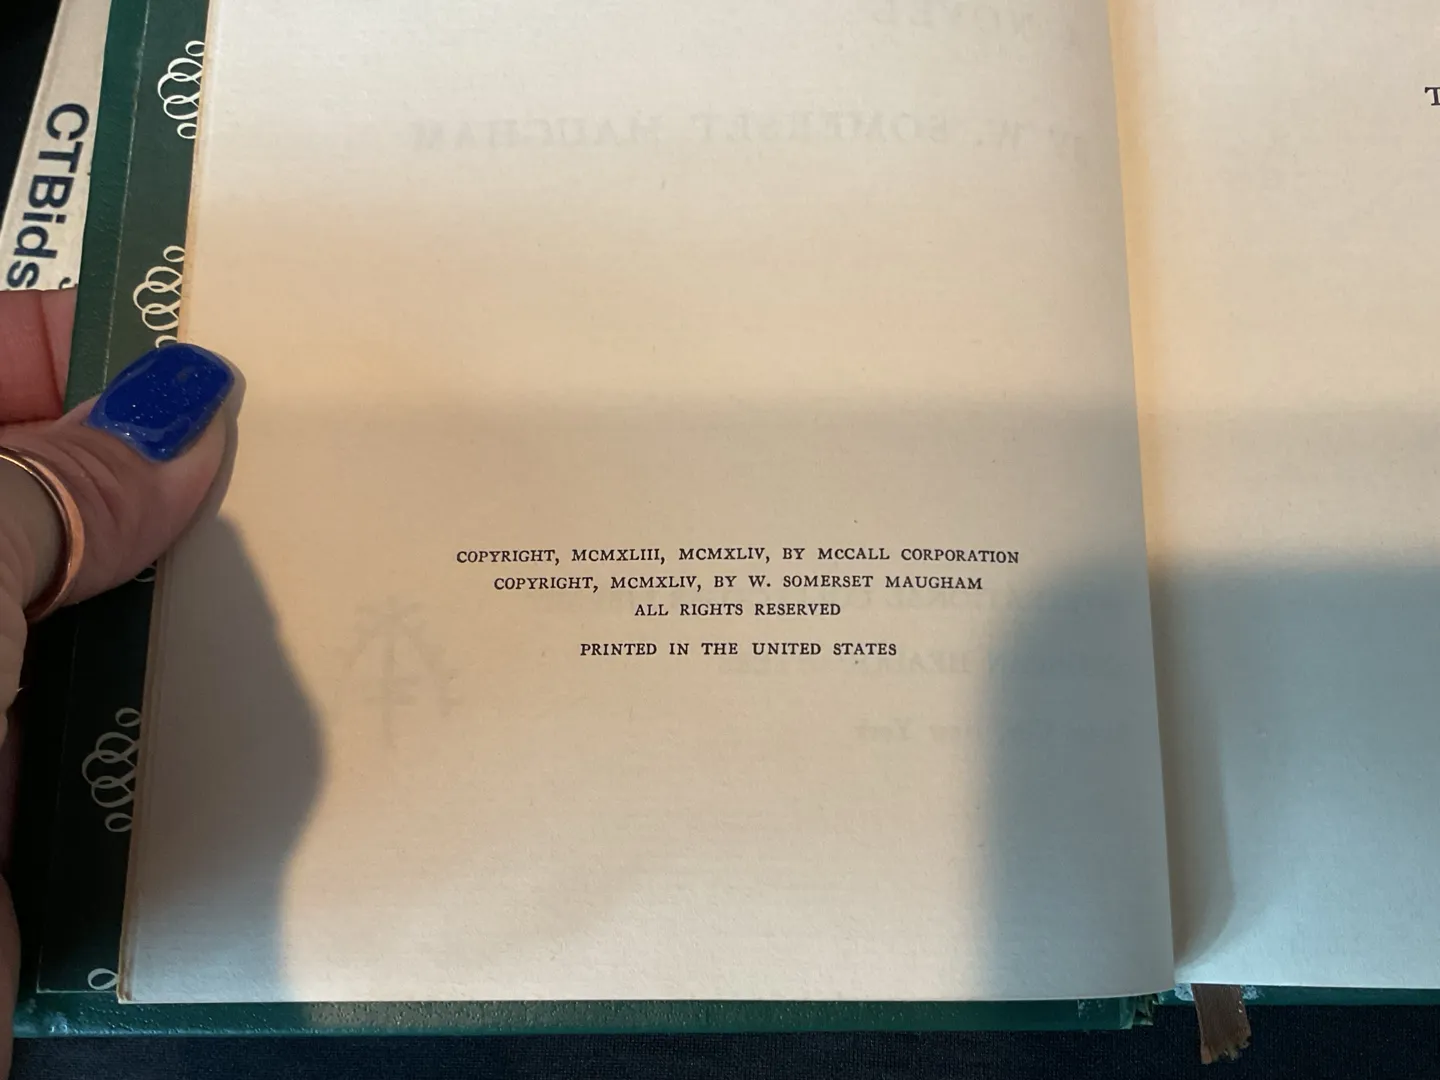 CTBids
COPYRIGHT, MCMXLIII, MCMXLIV, BY MCCALL CORPORATION
COPYRIGHT, MCMXLIV, BY W. SOMERSET MAUGHAM
ALL RIGHTS RESERVED
PRINTED IN THE UNITED STATES
T